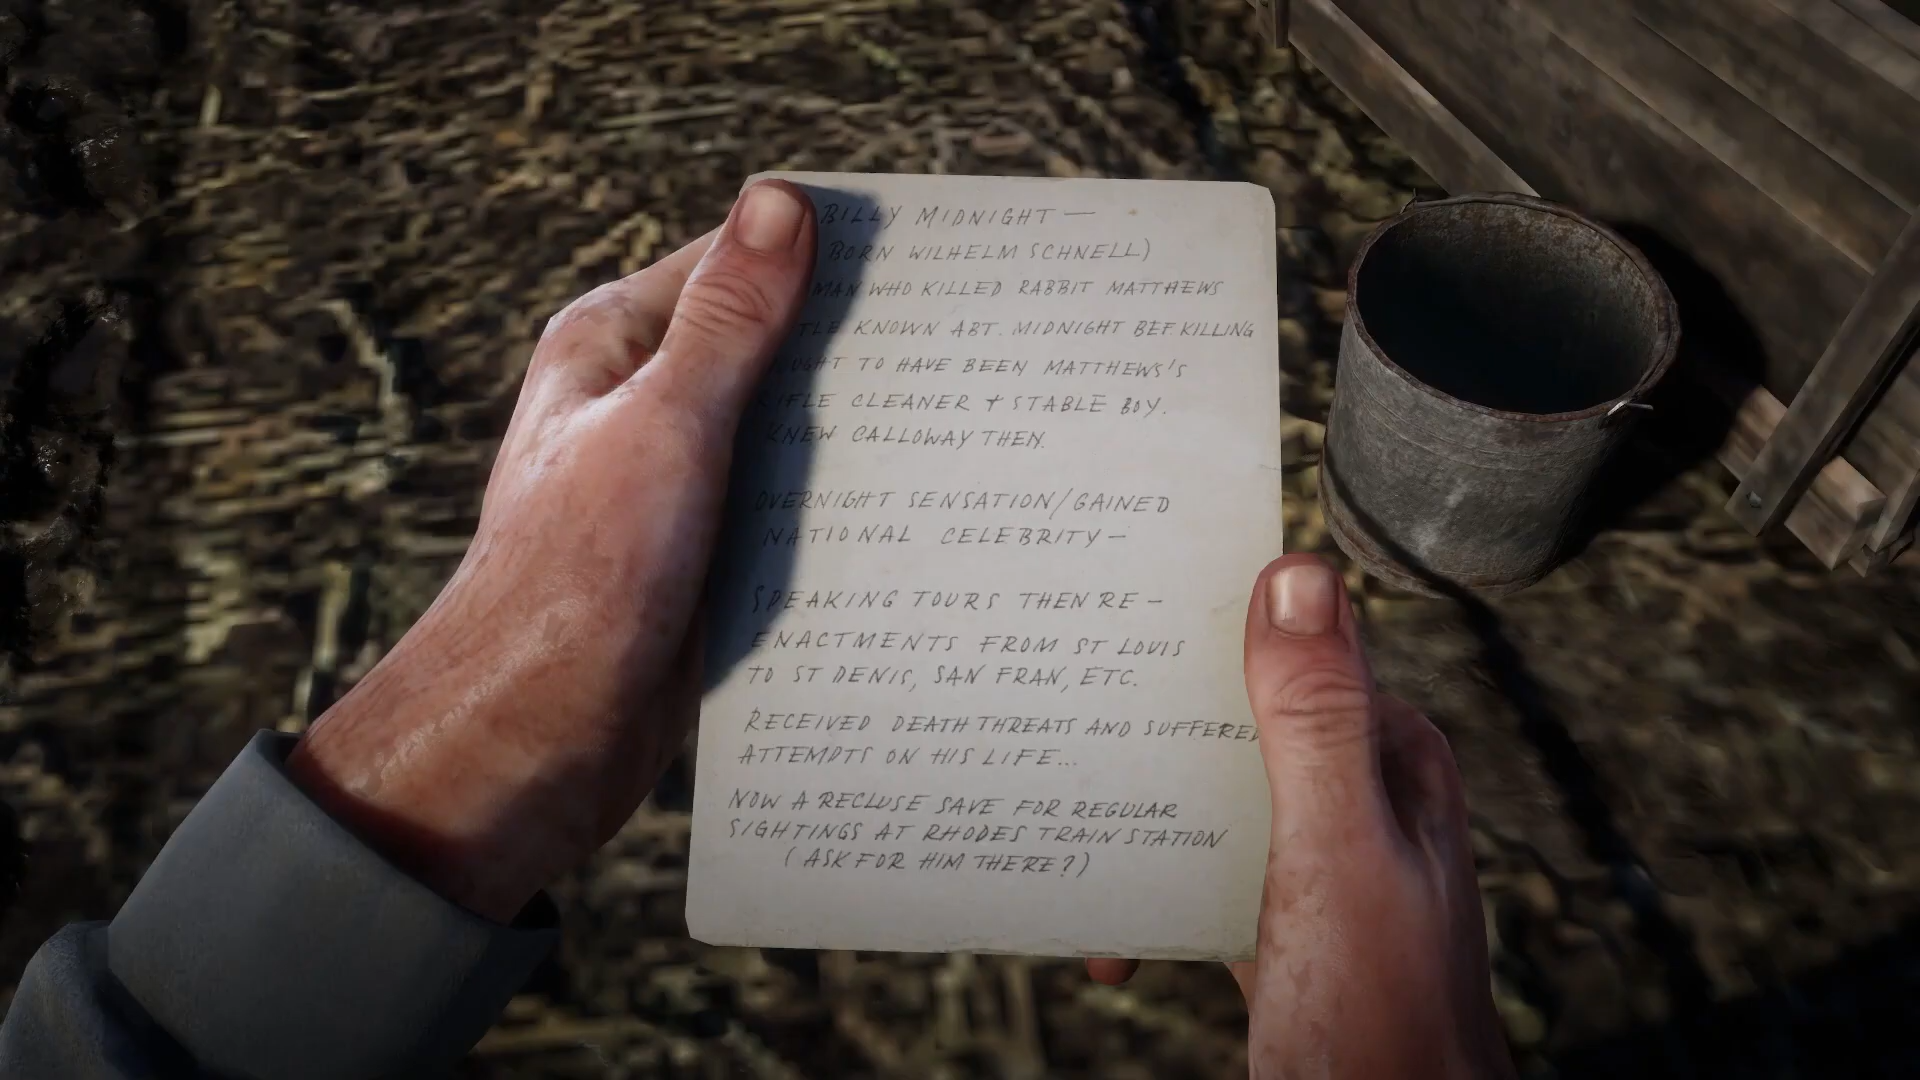 BILLY MIDNIGHT —
BORN WILHELM SCHNELL)
MAN WHO KILLED RABBIT MATTHEWS
KNOWN ABT. MIDNIGHT BEF. KILLING
TO HAVE BEEN MATTHEWS'S
RIFLE CLEANER + STABLE BOY.
KNEW CALLOWAY THEN.
OVERNIGHT SENSATION/GAINED
NATIONAL CELEBRITY —
SPEAKING TOURS THEN RE-
ENACTMENTS FROM ST LOUIS
TO ST DENIS, SAN FRAN, ETC.
RECEIVED DEATH THREATS AND SUFFERED
ATTEMPTS ON HIS LIFE...
NOW A RECLUSE SAVE FOR REGULAR
SIGHTINGS AT RHODES TRAIN STATION
(ASK FOR HIM THERE?)